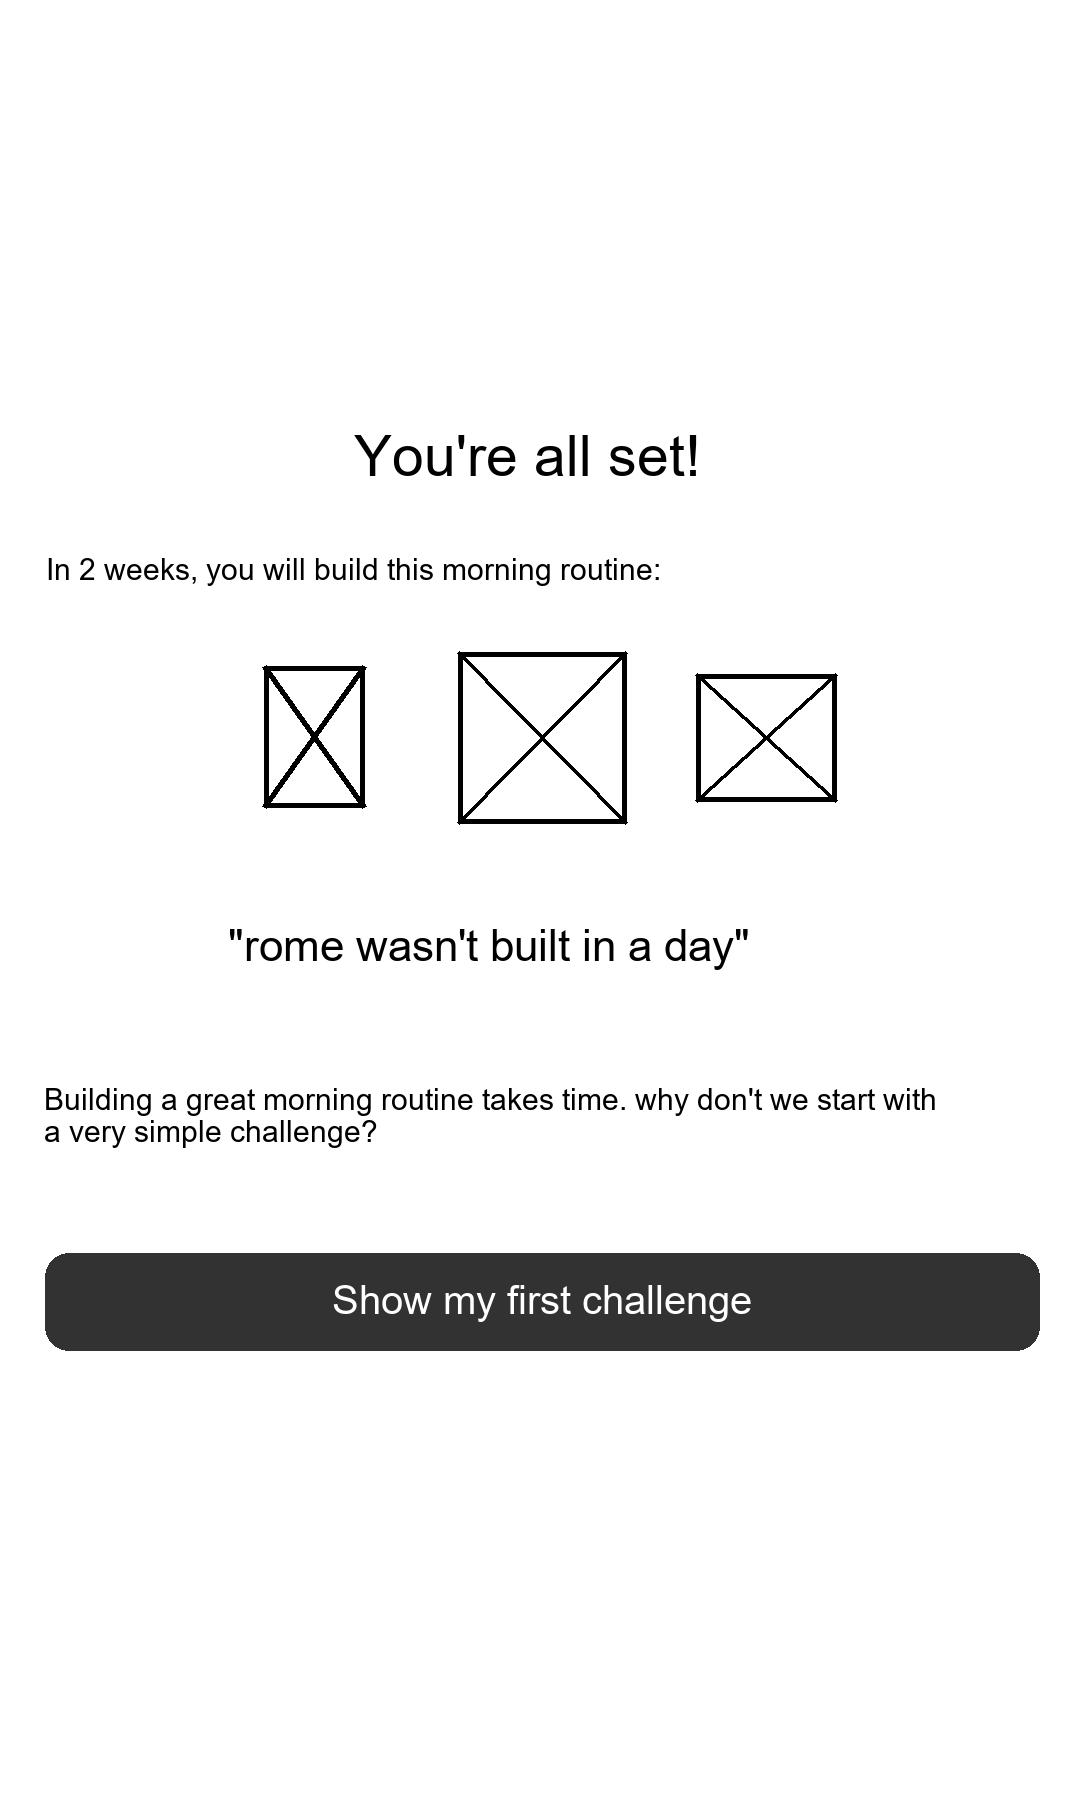 You're all set!
In 2 weeks, you will build this morning routine:
"rome wasn't built in a day"
Building a great morning routine takes time. why don't we start with
a very simple challenge?
Show my first challenge